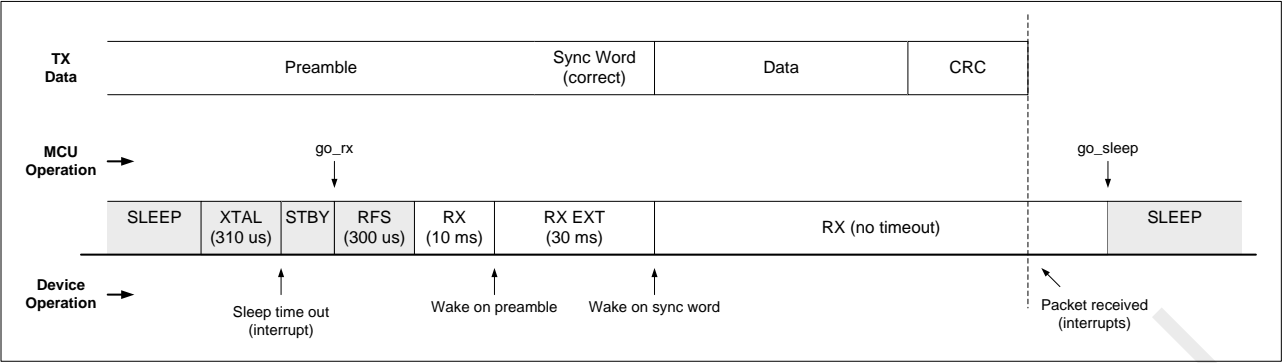 TX
Data
Preamble
Sync Word
(correct)
Data
CRC
MCU
Operation
go_rx
go_sleep
SLEEP
XTAL
(310 us)
STBY
RFS
(300 us)
RX
(10 ms)
RX EXT
(30 ms)
RX (no timeout)
SLEEP
Device
Operation
Sleep time out
(interrupt)
Wake on preamble
Wake on sync word
Packet received
(interrupts)